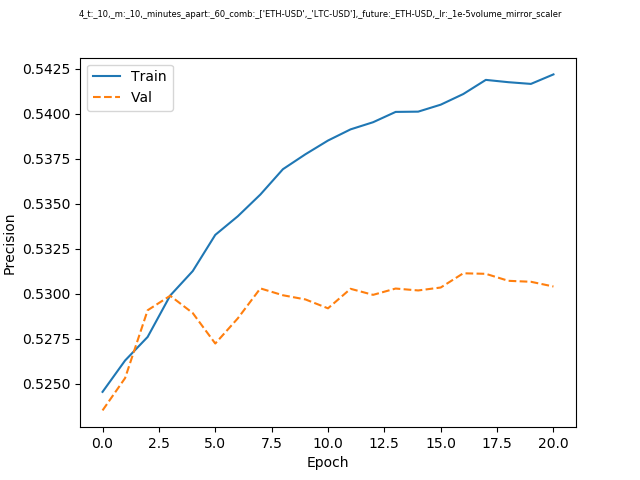 4_t:_10,_m:_10,_minutes_apart:_60_comb:_['ETH-USD',_'LTC-USD'],_future:_ETH-USD,_lr:_1e-5volume_mirror_scaler
Train
Val
0.5425
0.5400
0.5375
0.5350
0.5325
0.5300
0.5275
0.5250
Precision
0.0 2.5 5.0 7.5 10.0 12.5 15.0 17.5 20.0
Epoch